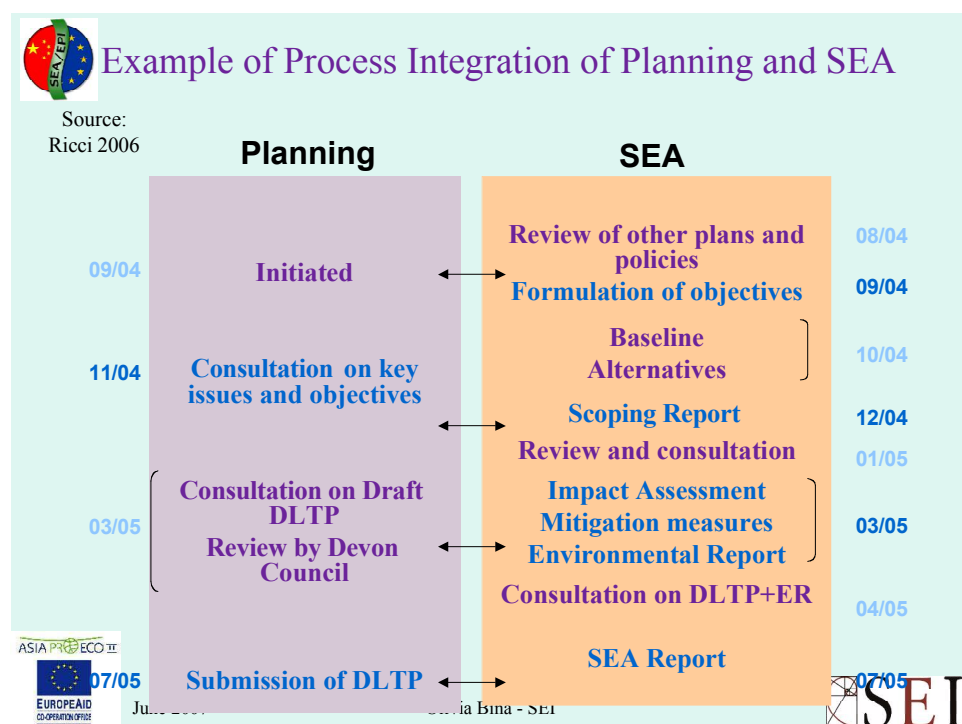 SEA/EPI
Example of Process Integration of Planning and SEA
Source:
Ricci 2006
Planning
SEA
09/04
Initiated
Review of other plans and
policies
Formulation of objectives
08/04
09/04
Baseline
Alternatives
10/04
11/04
Consultation on key
issues and objectives
Scoping Report
12/04
Review and consultation
01/05
03/05
Consultation on Draft
DLTP
Review by Devon
Council
Impact Assessment
Mitigation measures
Environmental Report
03/05
Consultation on DLTP+ER
04/05
ASIA PRO ECO II
EUROPEAID
CO-OPERATION OFFICE
07/05
Submission of DLTP
SEA Report
07/05
Bina - SEI
SEI